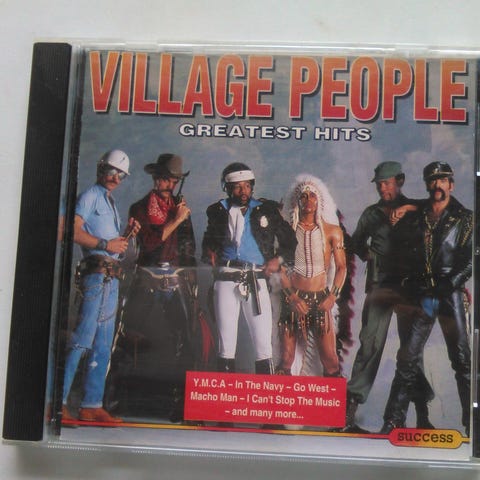 VILLAGE PEOPLE
GREATEST HITS
Y.M.C.A – In The Navy – Go West –
Macho Man – I Can't Stop The Music
– and many more...
success